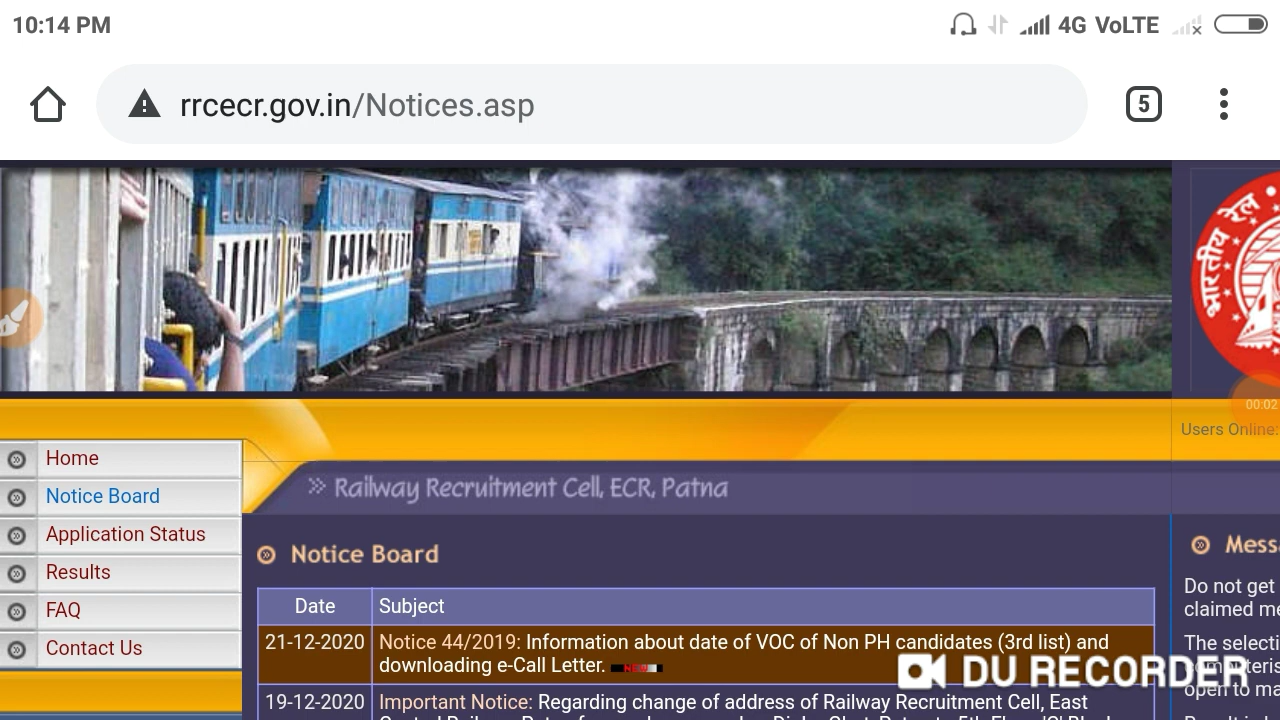 10:14 PM
4G VoLTE
rrcecr.gov.in/Notices.asp
5
भारतीय रेल
00:02
Users Online:
Home
Notice Board
Application Status
Results
FAQ
Contact Us
Railway Recruitment Cell, ECR, Patna
Notice Board
Date Subject
21-12-2020 Notice 44/2019: Information about date of VOC of Non PH candidates (3rd list) and
downloading e-Call Letter. NEW
19-12-2020 Important Notice: Regarding change of address of Railway Recruitment Cell, East
Do not get
claimed
The
open to
DU RECORDER